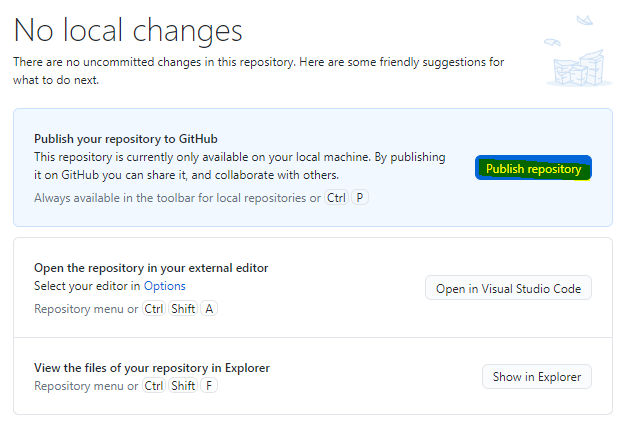 No local changes
There are no uncommitted changes in this repository. Here are some friendly suggestions for
what to do next.
Publish your repository to GitHub
This repository is currently only available on your local machine. By publishing
it on GitHub you can share it, and collaborate with others.
Always available in the toolbar for local repositories or Ctrl P
Publish repository
Open the repository in your external editor
Select your editor in Options
Repository menu or Ctrl Shift A
Open in Visual Studio Code
View the files of your repository in Explorer
Repository menu or Ctrl Shift F
Show in Explorer